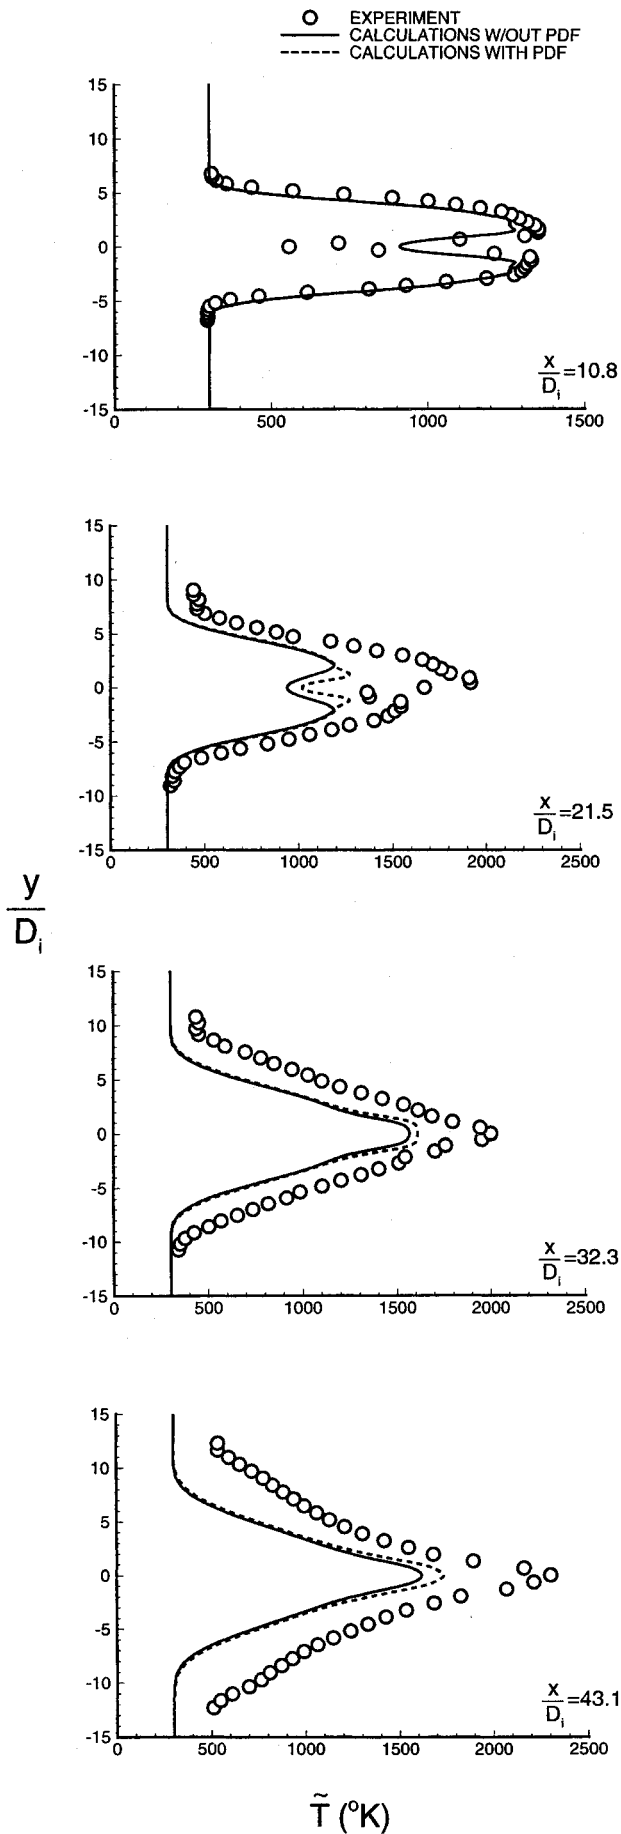 EXPERIMENT
CALCULATIONS W/OUT PDF
CALCULATIONS WITH PDF
15
10
5
0
-5
-10
-15
x/Di=10.8
0 500 1000 1500
15
10
5
0
-5
-10
-15
x/Di=21.5
0 500 1000 1500 2000 2500
y/Di
15
10
5
0
-5
-10
-15
x/Di=32.3
0 500 1000 1500 2000 2500
15
10
5
0
-5
-10
-15
x/Di=43.1
0 500 1000 1500 2000 2500
T̃ (°K)